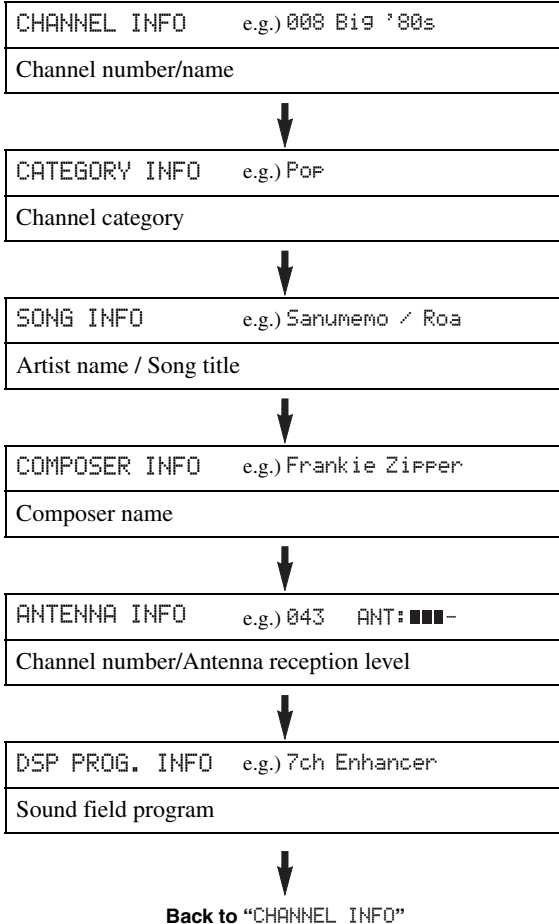 CHANNEL INFO e.g.) 008 Big '80s
Channel number/name
CATEGORY INFO e.g.) Pop
Channel category
SONG INFO e.g.) Sanumemo / Roa
Artist name / Song title
COMPOSER INFO e.g.) Frankie Zipper
Composer name
ANTENNA INFO e.g.) 043 ANT:■■■-
Channel number/Antenna reception level
DSP PROG. INFO e.g.) 7ch Enhancer
Sound field program
Back to “CHANNEL INFO”